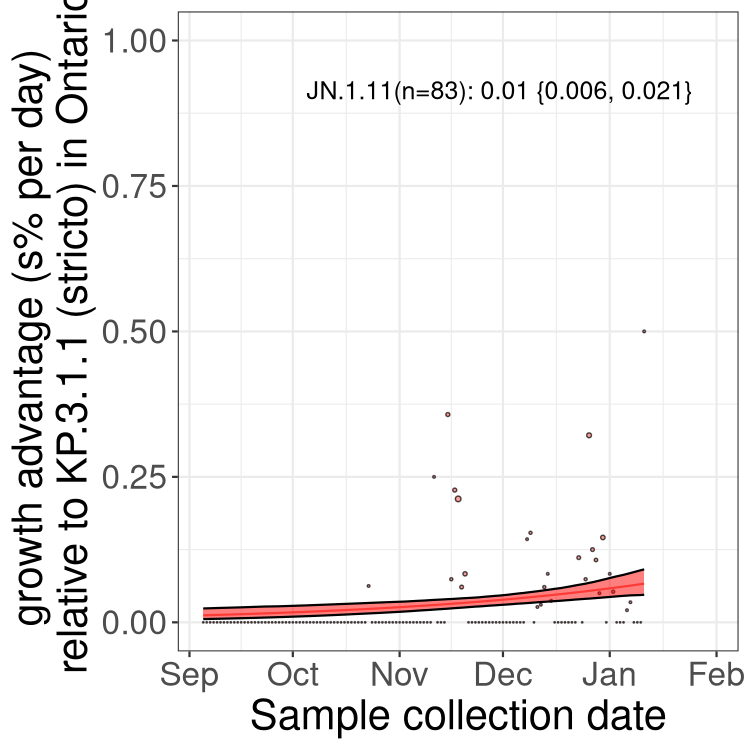 growth advantage (s% per day)
relative to KP.3.1.1 (stricto) in Ontario
1.00
0.75
0.50
0.25
0.00
JN.1.11(n=83): 0.01 {0.006, 0.021}
Sep Oct Nov Dec Jan Feb
Sample collection date